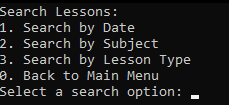 Search Lessons:
1. Search by Date
2. Search by Subject
3. Search by Lesson Type
0. Back to Main Menu
Select a search option: